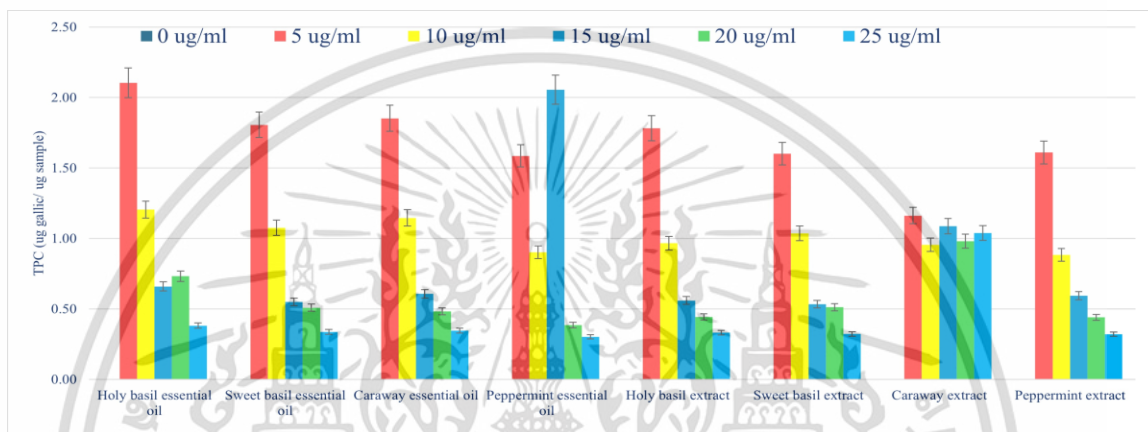 2.50
0 ug/ml 5 ug/ml 10 ug/ml 15 ug/ml 20 ug/ml 25 ug/ml
2.00
1.50
1.00
0.50
0.00
TPC (ug gallic/ ug sample)
Holy basil essential
oil
Sweet basil essential
oil
Caraway essential oil
Peppermint essential
oil
Holy basil extract
Sweet basil extract
Caraway extract
Peppermint extract